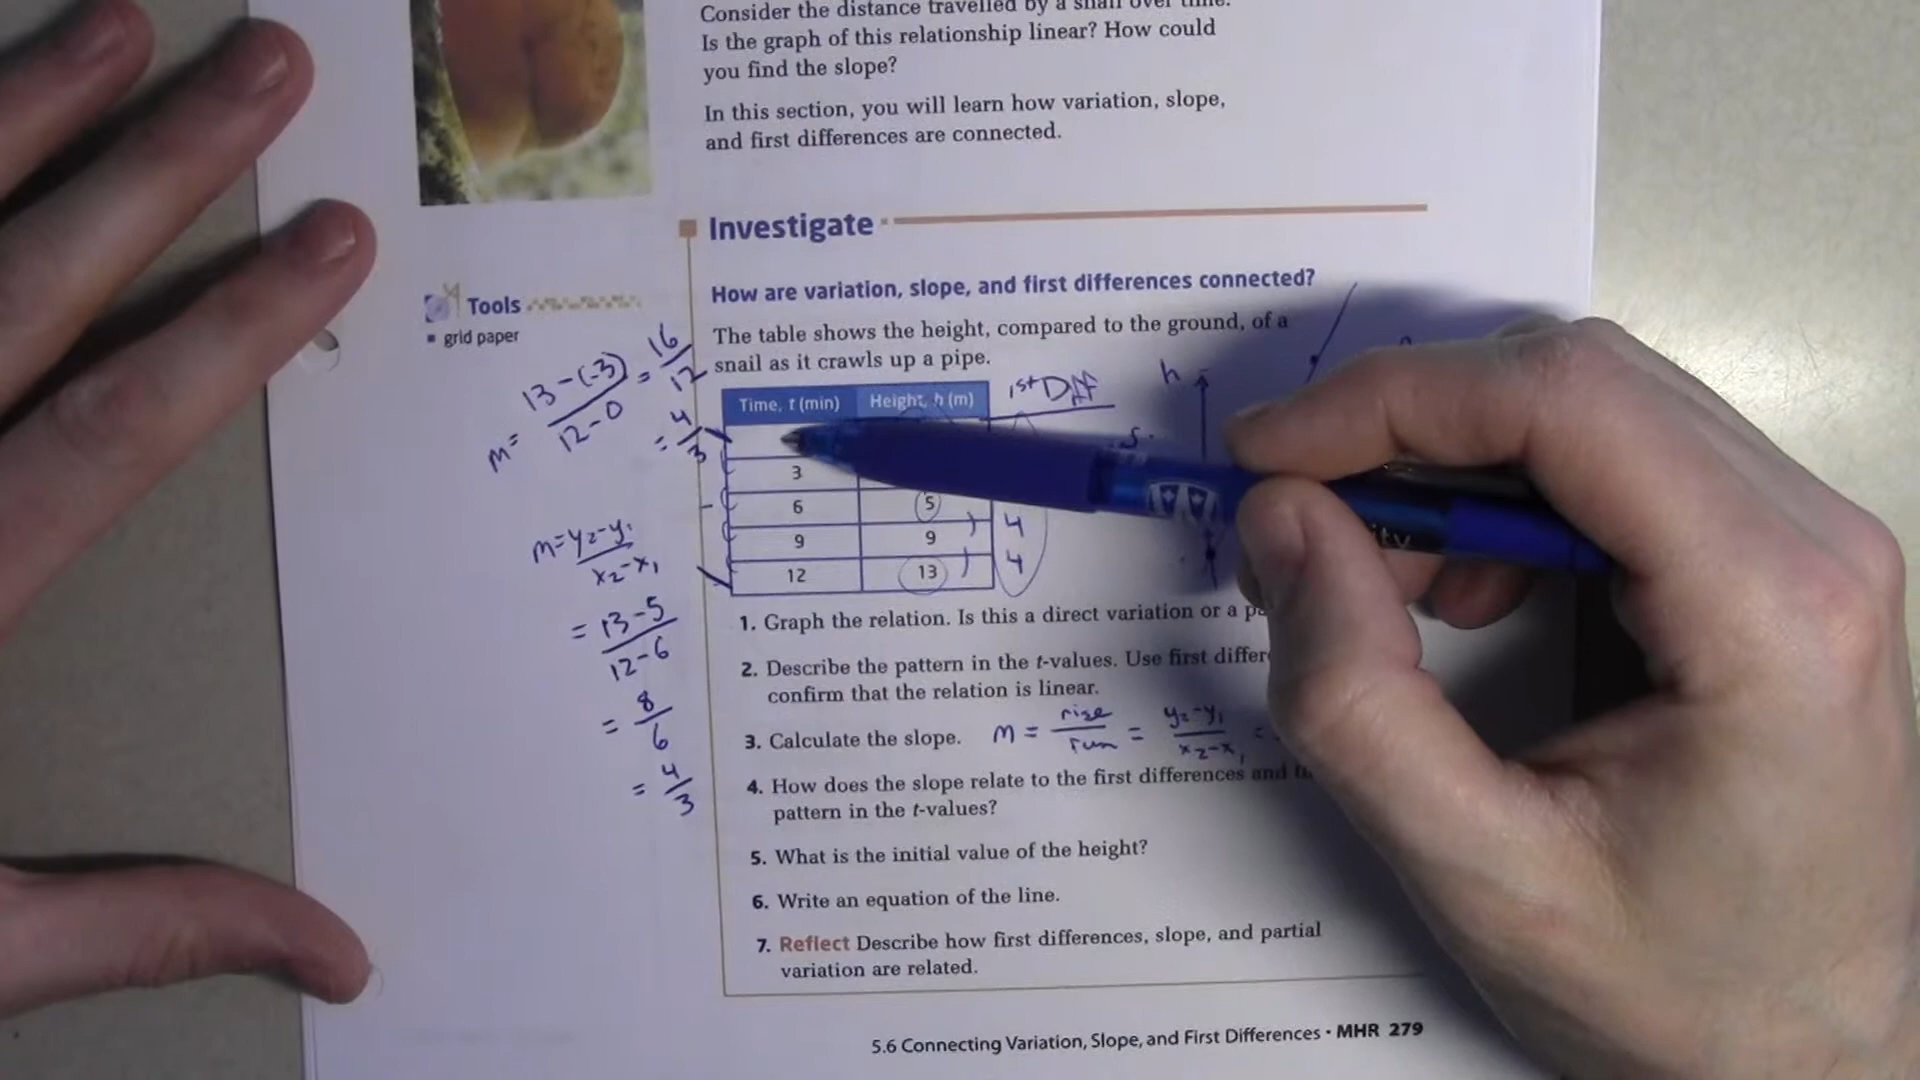 Consider the distance travelled by a snail over time.
Is the graph of this relationship linear? How could
you find the slope?
In this section, you will learn how variation, slope,
and first differences are connected.
Investigate
Tools
grid paper
How are variation, slope, and first differences connected?
The table shows the height, compared to the ground, of a
snail as it crawls up a pipe.
m = 13-(-3)/12-0 = 16/12
= 4/3
m = y₂-y₁/x₂-x₁
= 13-5/12-6
= 8/6
= 4/3
Time, t (min) Height, h (m) 1st Diff
3
6 5
9 9 4
12 13 4
h
5
1. Graph the relation. Is this a direct variation or a
2. Describe the pattern in the t-values. Use first
confirm that the relation is linear.
3. Calculate the slope. m = rise/run = y₂-y₁/x₂-x₁ =
4. How does the slope relate to the first differences and
pattern in the t-values?
5. What is the initial value of the height?
6. Write an equation of the line.
7. Reflect Describe how first differences, slope, and partial
variation are related.
5.6 Connecting Variation, Slope, and First Differences • MHR 279